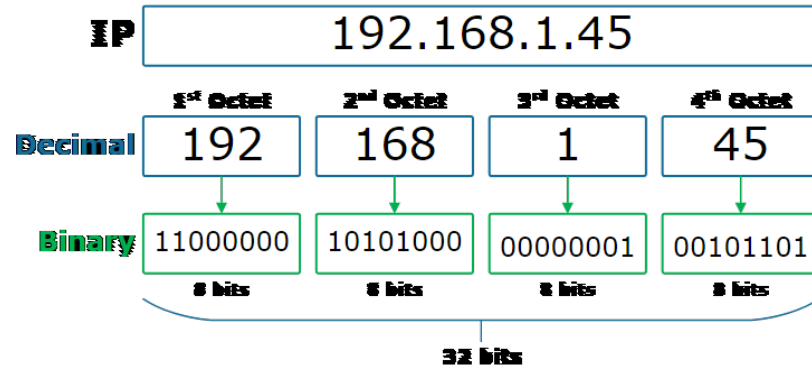 IP 192.168.1.45
1st Octet 2nd Octet 3rd Octet 4th Octet
Decimal 192 168 1 45
Binary 11000000 10101000 00000001 00101101
8 bits 8 bits 8 bits 8 bits
32 bits